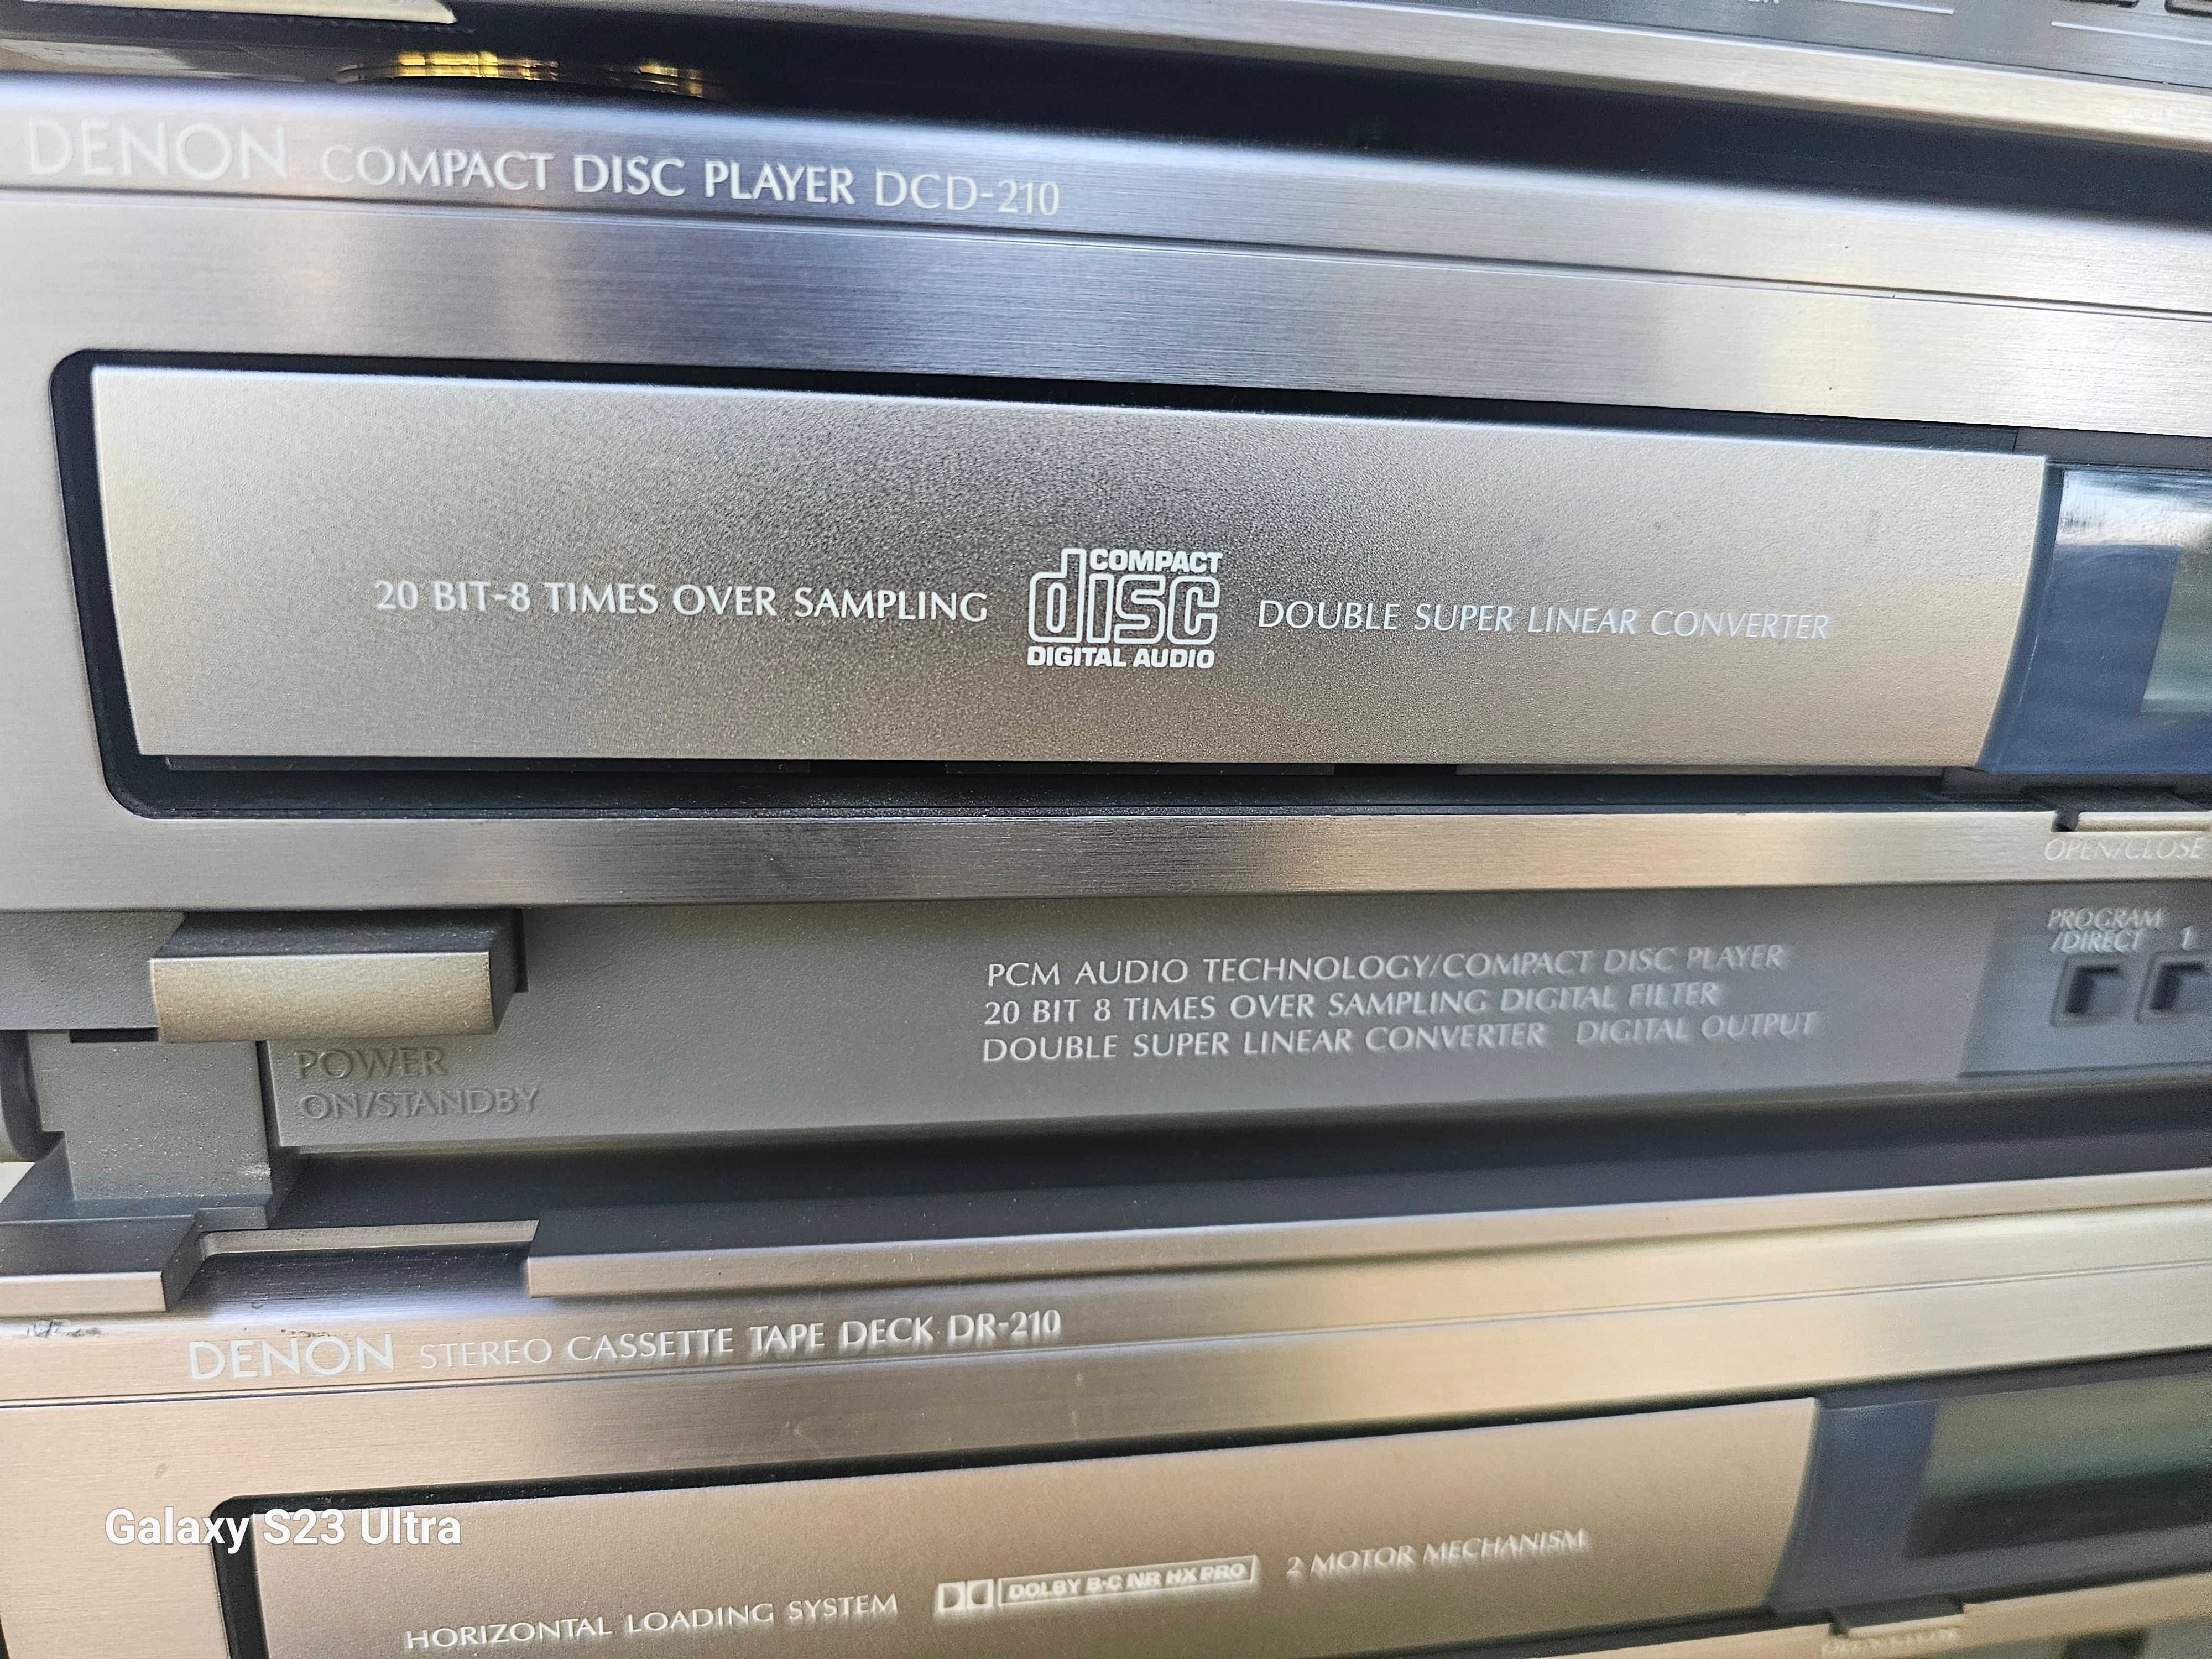 DENON COMPACT DISC PLAYER DCD-210
20 BIT-8 TIMES OVER SAMPLING
COMPACT
disc
DIGITAL AUDIO
DOUBLE SUPER LINEAR CONVERTER
OPEN/CLOSE
PROGRAM
/DIRECT 1
PCM AUDIO TECHNOLOGY/COMPACT DISC PLAYER
20 BIT 8 TIMES OVER SAMPLING DIGITAL FILTER
DOUBLE SUPER LINEAR CONVERTER DIGITAL OUTPUT
POWER
ON/STANDBY
DENON STEREO CASSETTE TAPE DECK DR-210
Galaxy S23 Ultra
HORIZONTAL LOADING SYSTEM DOLBY B·C NR HX PRO 2 MOTOR MECHANISM